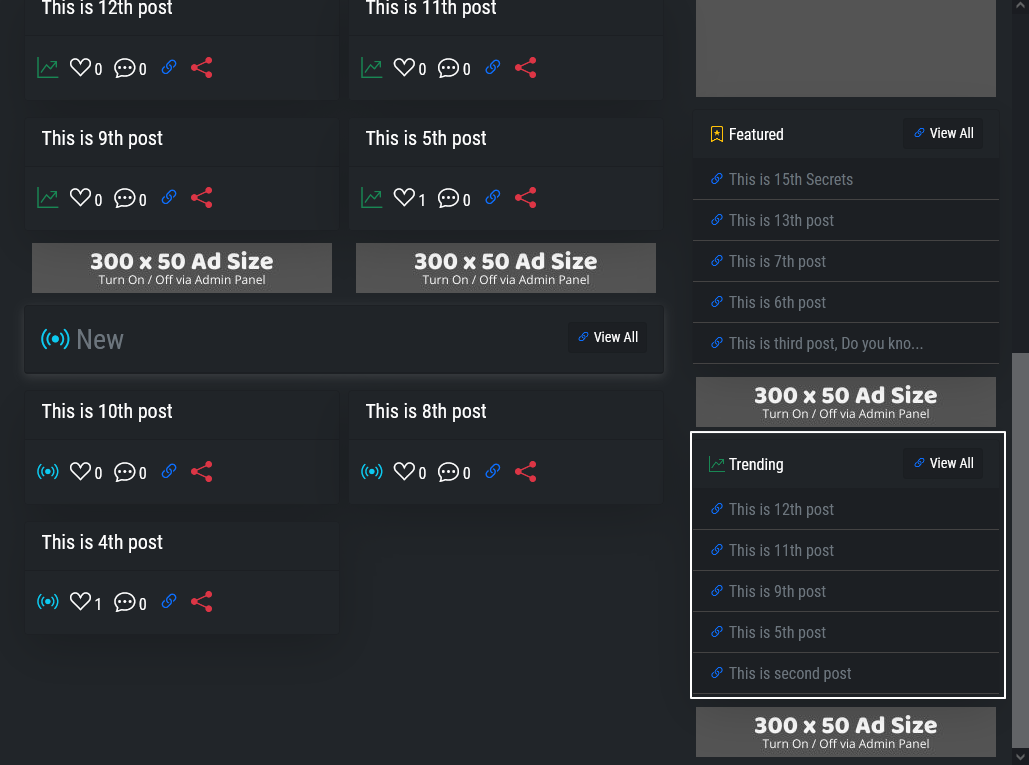 This is 12th post
This is 11th post
0 0
0 0
This is 9th post
This is 5th post
0 0
1 0
300 x 50 Ad Size
Turn On / Off via Admin Panel
300 x 50 Ad Size
Turn On / Off via Admin Panel
New
View All
This is 10th post
This is 8th post
0 0
0 0
This is 4th post
1 0
Featured
View All
This is 15th Secrets
This is 13th post
This is 7th post
This is 6th post
This is third post, Do you kno...
300 x 50 Ad Size
Turn On / Off via Admin Panel
Trending
View All
This is 12th post
This is 11th post
This is 9th post
This is 5th post
This is second post
300 x 50 Ad Size
Turn On / Off via Admin Panel